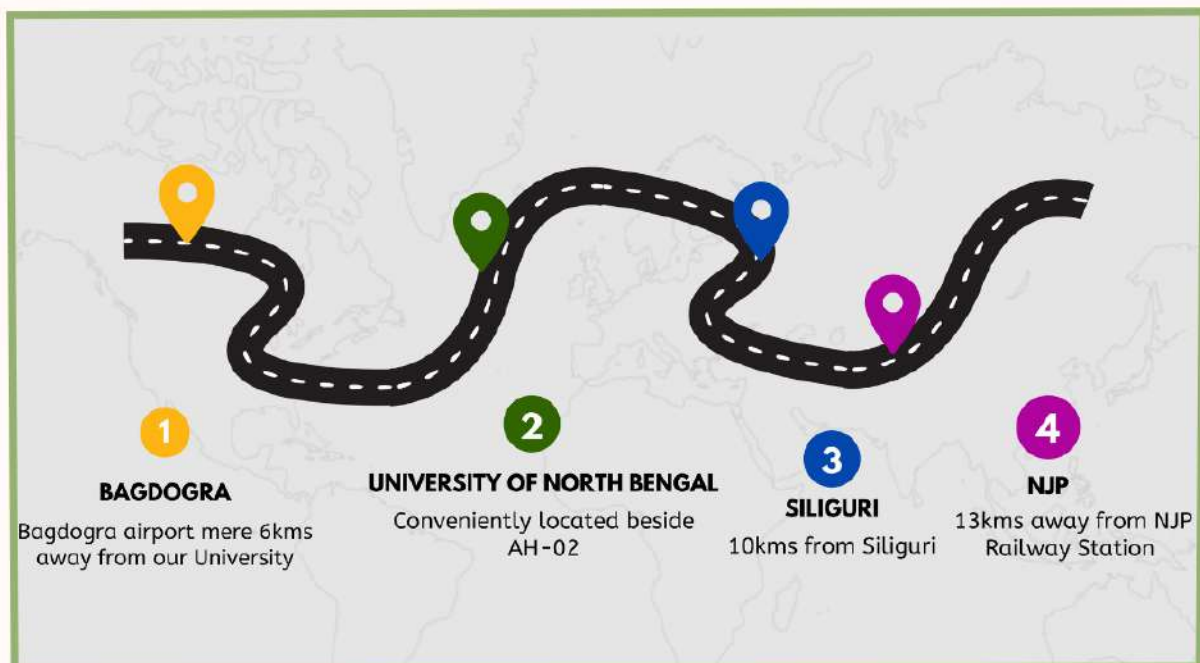 1
BAGDOGRA
Bagdogra airport mere 6kms
away from our University
2
UNIVERSITY OF NORTH BENGAL
Conveniently located beside
AH-02
3
SILIGURI
10kms from Siliguri
4
NJP
13kms away from NJP
Railway Station